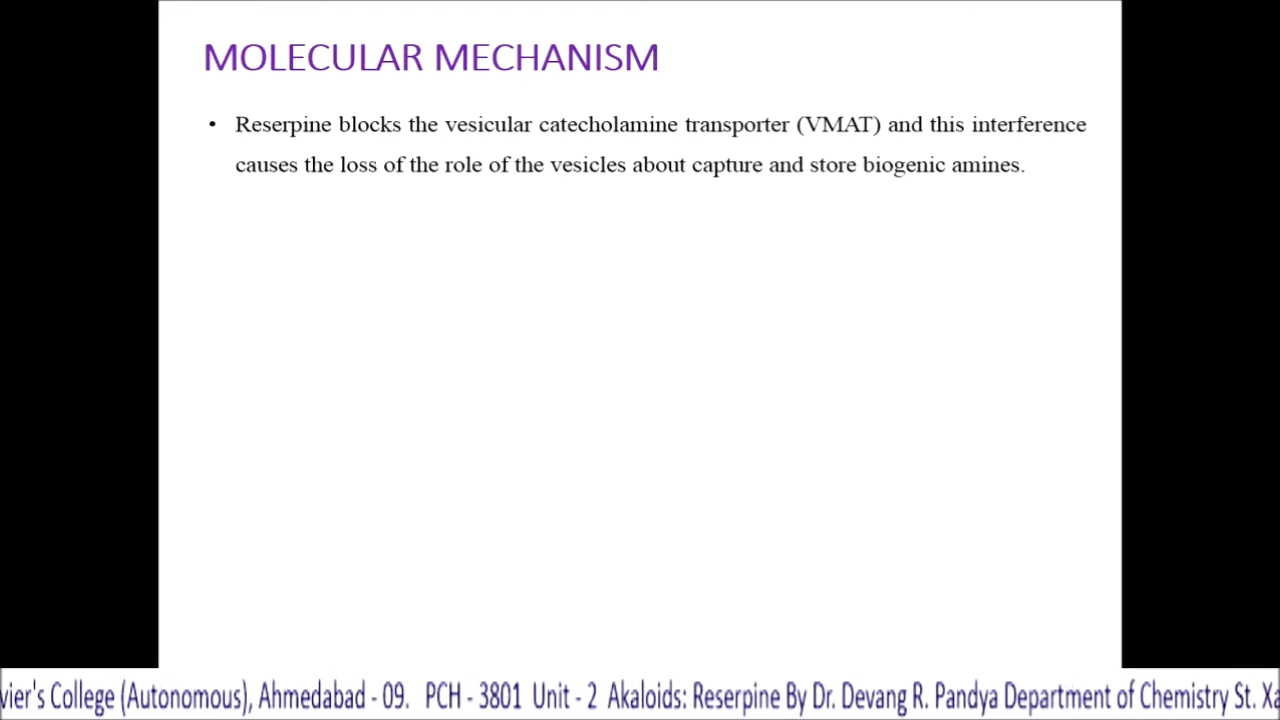 MOLECULAR MECHANISM
• Reserpine blocks the vesicular catecholamine transporter (VMAT) and this interference
causes the loss of the role of the vesicles about capture and store biogenic amines.
vier's College (Autonomous), Ahmedabad - 09. PCH - 3801 Unit - 2 Akaloids: Reserpine By Dr. Devang R. Pandya Department of Chemistry St. Xa